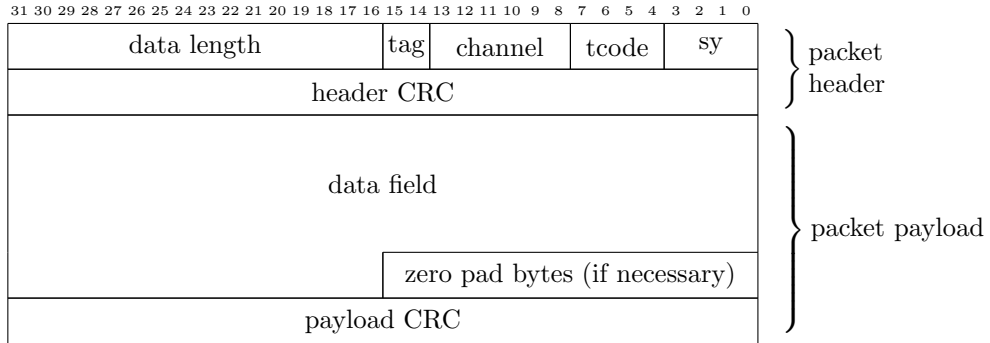 31 30 29 28 27 26 25 24 23 22 21 20 19 18 17 16 15 14 13 12 11 10 9 8 7 6 5 4 3 2 1 0
data length tag channel tcode sy
packet
header
header CRC
data field
packet payload
zero pad bytes (if necessary)
payload CRC